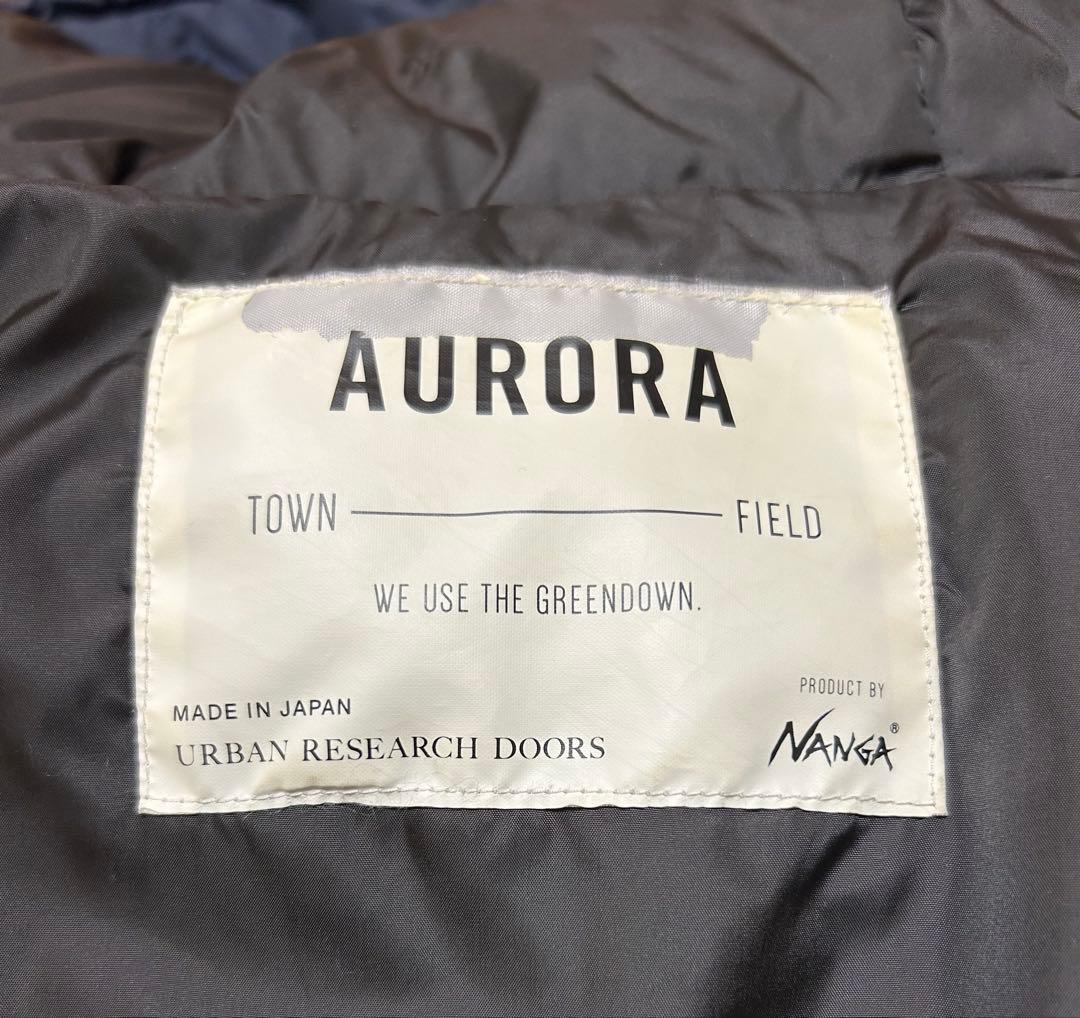 AURORA
TOWN FIELD
WE USE THE GREENDOWN.
PRODUCT BY
MADE IN JAPAN
URBAN RESEARCH DOORS
NANGA®